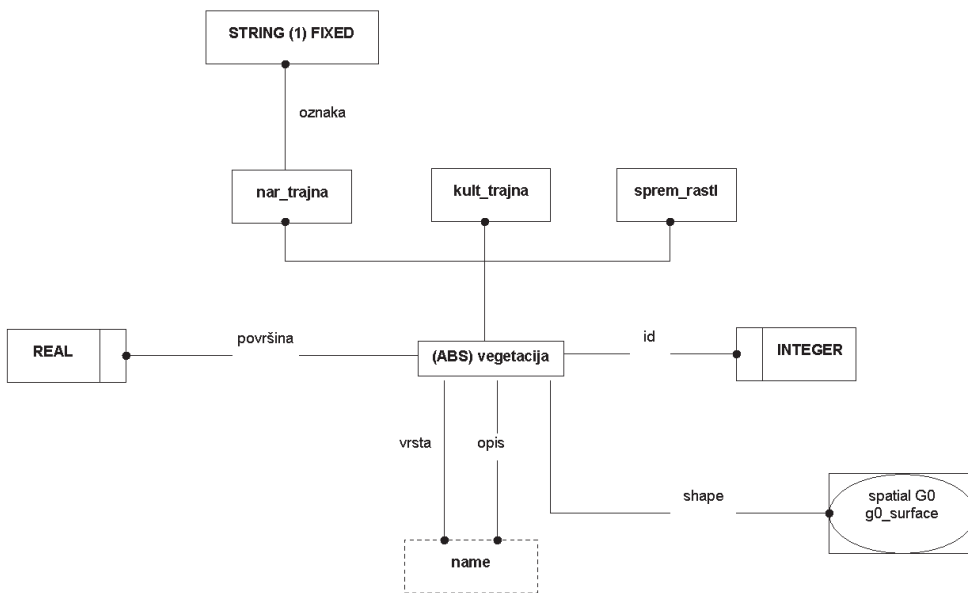 STRING (1) FIXED
oznaka
nar_trajna
kult_trajna
sprem_rastl
REAL
površina
(ABS) vegetacija
id
INTEGER
vrsta
opis
shape
spatial G0
g0_surface
name